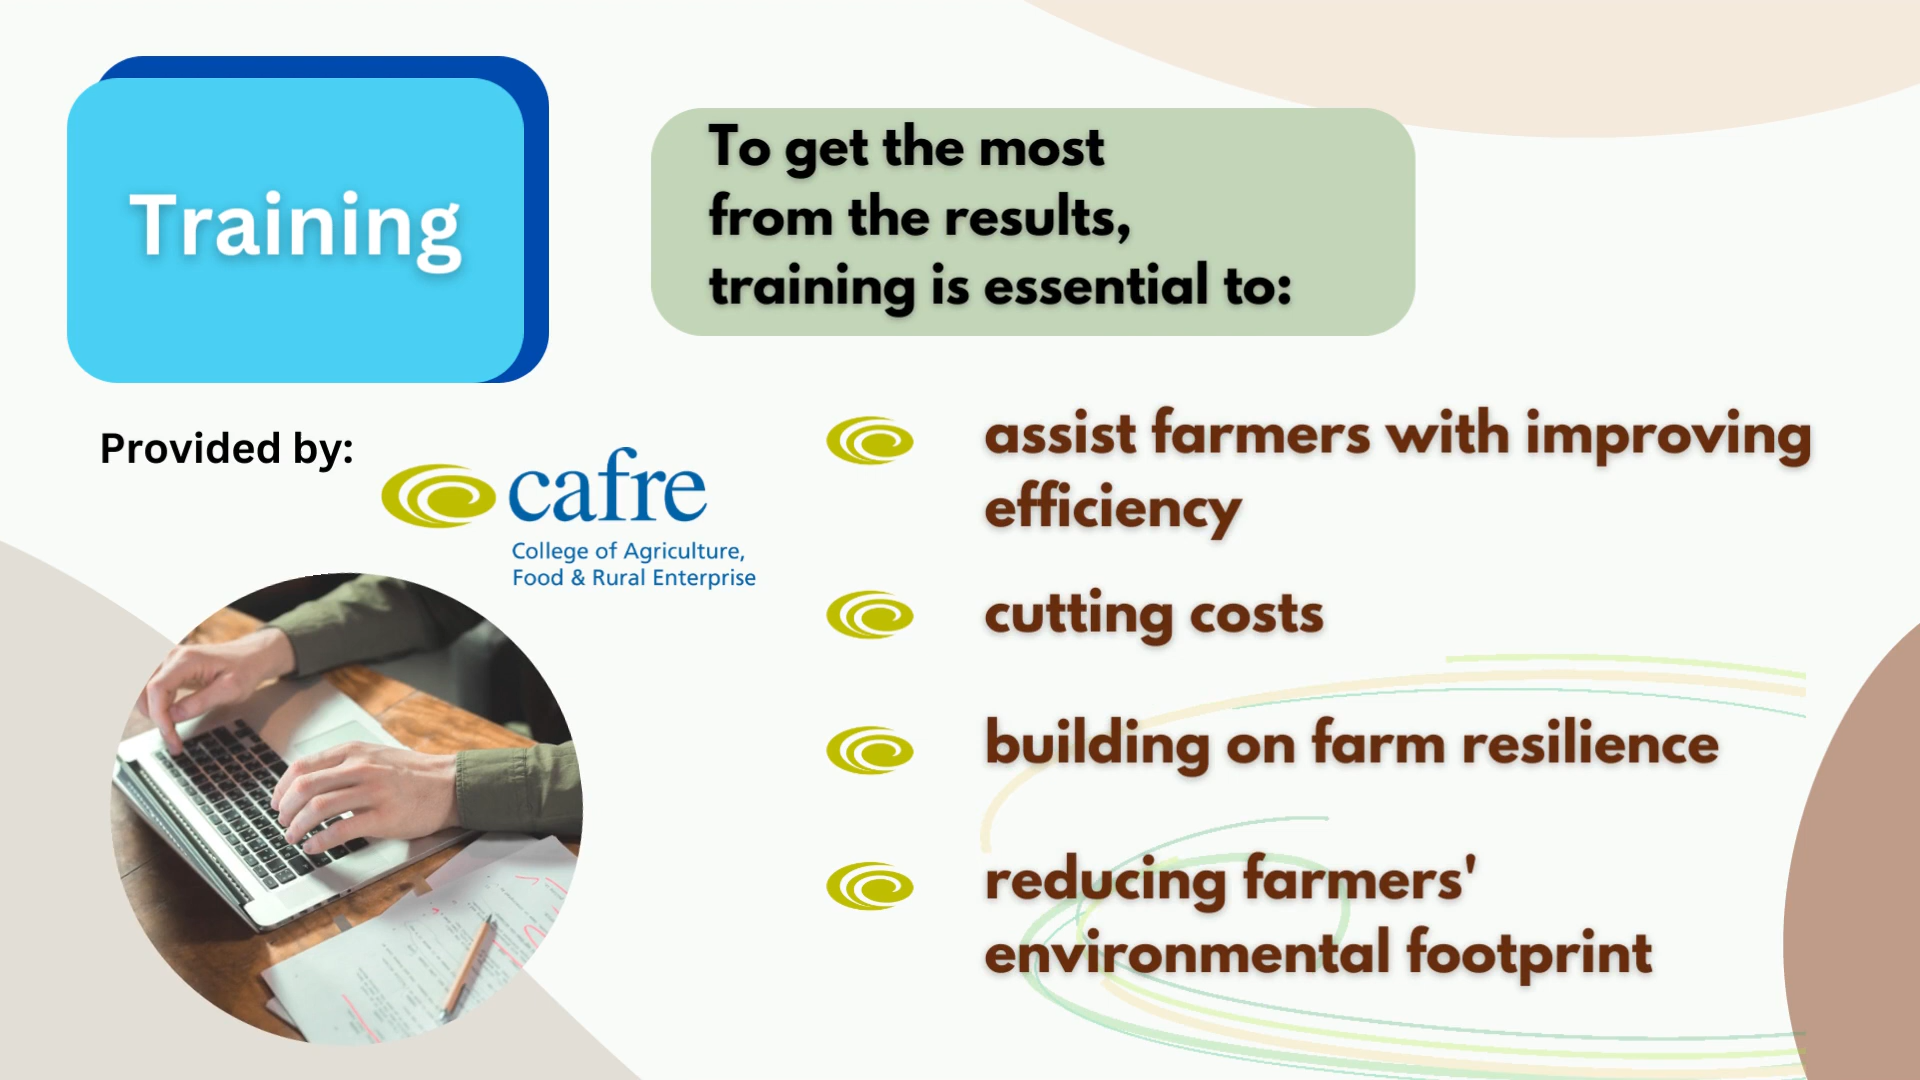 Training
To get the most
from the results,
training is essential to:
Provided by:
cafre
College of Agriculture,
Food & Rural Enterprise
assist farmers with improving
efficiency
cutting costs
building on farm resilience
reducing farmers'
environmental footprint